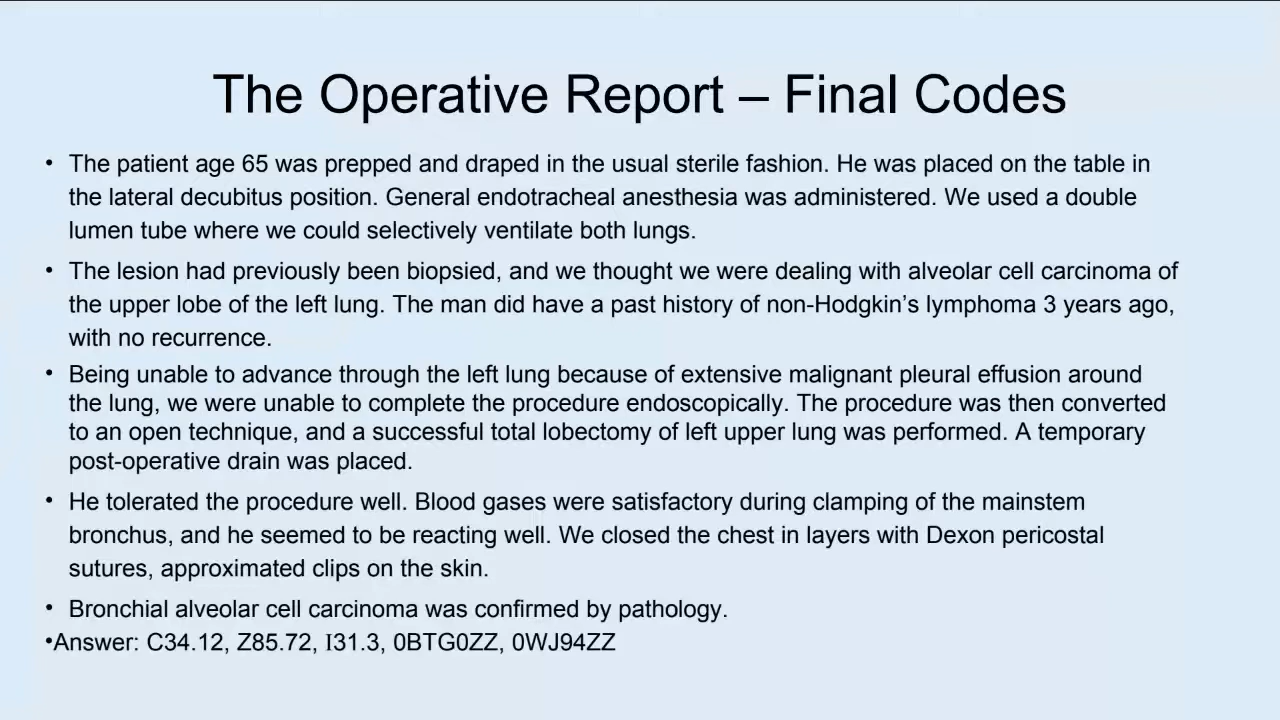 The Operative Report – Final Codes
• The patient age 65 was prepped and draped in the usual sterile fashion. He was placed on the table in
the lateral decubitus position. General endotracheal anesthesia was administered. We used a double
lumen tube where we could selectively ventilate both lungs.
• The lesion had previously been biopsied, and we thought we were dealing with alveolar cell carcinoma of
the upper lobe of the left lung. The man did have a past history of non-Hodgkin’s lymphoma 3 years ago,
with no recurrence.
• Being unable to advance through the left lung because of extensive malignant pleural effusion around
the lung, we were unable to complete the procedure endoscopically. The procedure was then converted
to an open technique, and a successful total lobectomy of left upper lung was performed. A temporary
post-operative drain was placed.
• He tolerated the procedure well. Blood gases were satisfactory during clamping of the mainstem
bronchus, and he seemed to be reacting well. We closed the chest in layers with Dexon pericostal
sutures, approximated clips on the skin.
• Bronchial alveolar cell carcinoma was confirmed by pathology.
•Answer: C34.12, Z85.72, I31.3, 0BTG0ZZ, 0WJ94ZZ